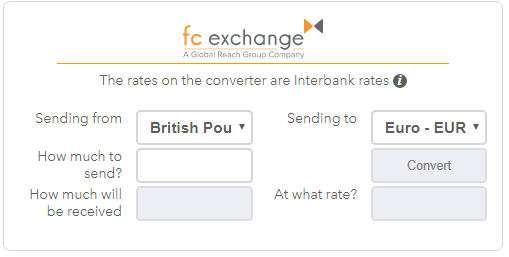 fc exchange
A Global Reach Group Company
The rates on the converter are Interbank rates i
Sending from
British Pou
Sending to
Euro - EUR
How much to
send?
Convert
How much will
be received
At what rate?